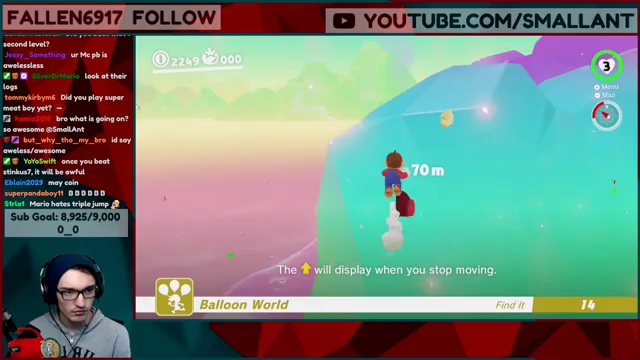 FALLEN6917 FOLLOW
YOUTUBE.COM/SMALLANT
second level?
Jessy_Something ur Mc pb is
awelessless
SilverDrMario look at their
logs
tommykirbym6 Did you play super
meat boy yet?
hamiz2016 bro what is going on?
so awesome @SmallAnt
but_why_tho_my_bro id say
aweless/awesome
YoYoSwift once you beat
stinkus7, it will be awful
Eblain2029 may coin
superpandaboy11
S1rlo1 Mario hates triple jump
Sub Goal: 8,925/9,000
0_0
2249 000
3
Menu
Map
70 m
The will display when you stop moving.
Balloon World
Find It
14